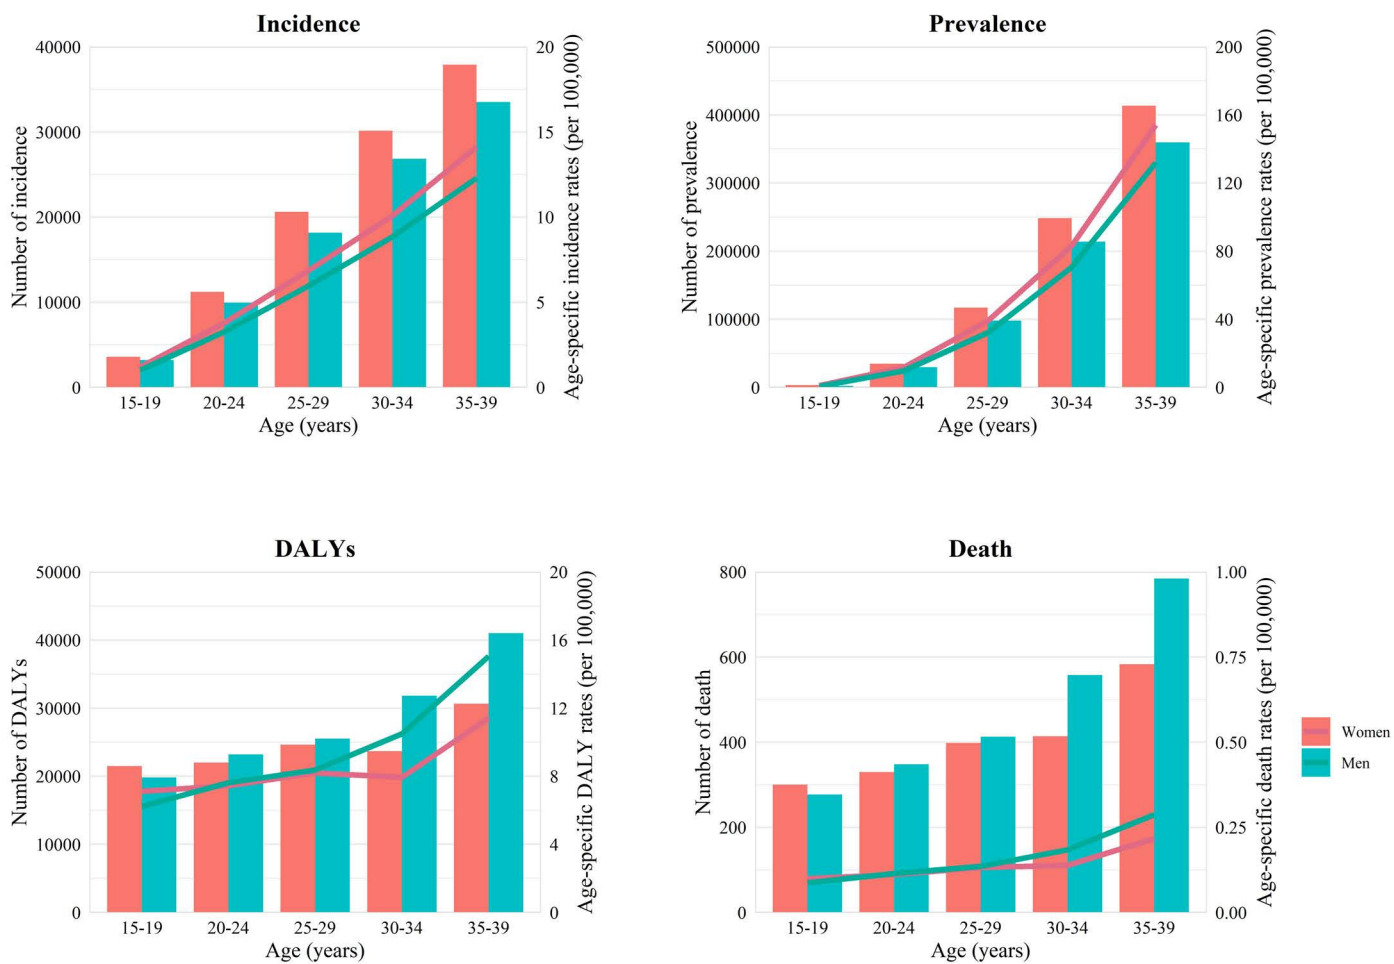 Incidence
40000
30000
20000
10000
0
Number of incidence
20
15
10
5
0
Age-specific incidence rates (per 100,000)
15-19 20-24 25-29 30-34 35-39
Age (years)
Prevalence
500000
400000
300000
200000
100000
0
Number of prevalence
200
160
120
80
40
0
Age-specific prevalence rates (per 100,000)
15-19 20-24 25-29 30-34 35-39
Age (years)
DALYs
50000
40000
30000
20000
10000
0
Number of DALYs
20
16
12
8
4
0
Age-specific DALY rates (per 100,000)
15-19 20-24 25-29 30-34 35-39
Age (years)
Death
800
600
400
200
0
Number of death
1.00
0.75
0.50
0.25
0.00
Age-specific death rates (per 100,000)
15-19 20-24 25-29 30-34 35-39
Age (years)
Women
Men